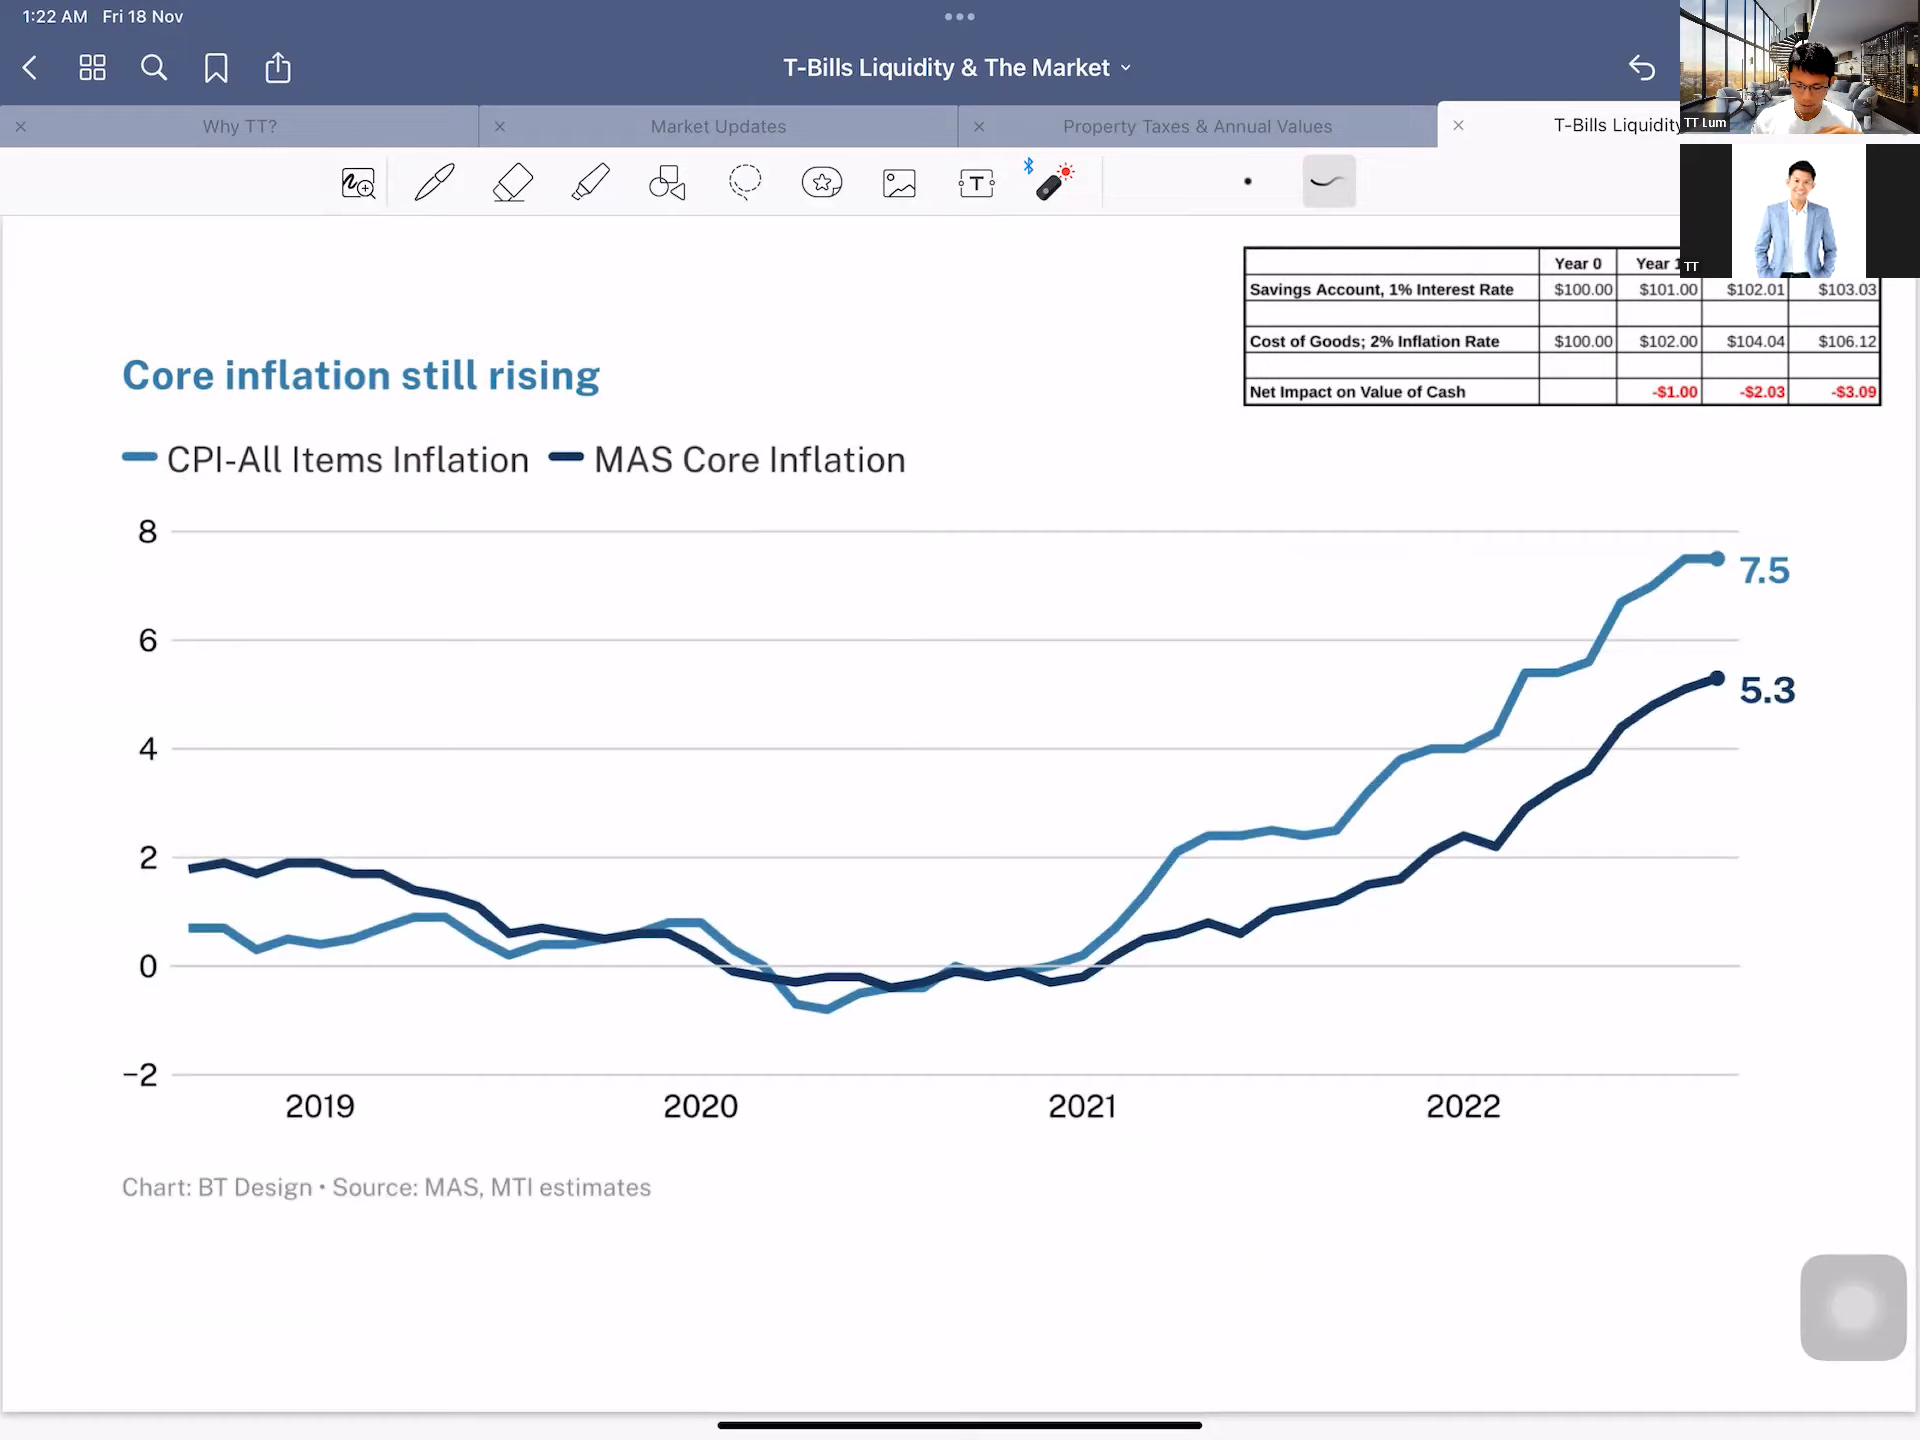 1:22 AM Fri 18 Nov
T-Bills Liquidity & The Market
Why TT?
Market Updates
Property Taxes & Annual Values
T-Bills Liquidity
TT Lum
TT
T
Year 0 Year 1
Savings Account, 1% Interest Rate $100.00 $101.00 $102.01 $103.03
Cost of Goods; 2% Inflation Rate $100.00 $102.00 $104.04 $106.12
Net Impact on Value of Cash -$1.00 -$2.03 -$3.09
Core inflation still rising
CPI-All Items Inflation MAS Core Inflation
8
7.5
6
5.3
4
2
0
−2
2019 2020 2021 2022
Chart: BT Design • Source: MAS, MTI estimates